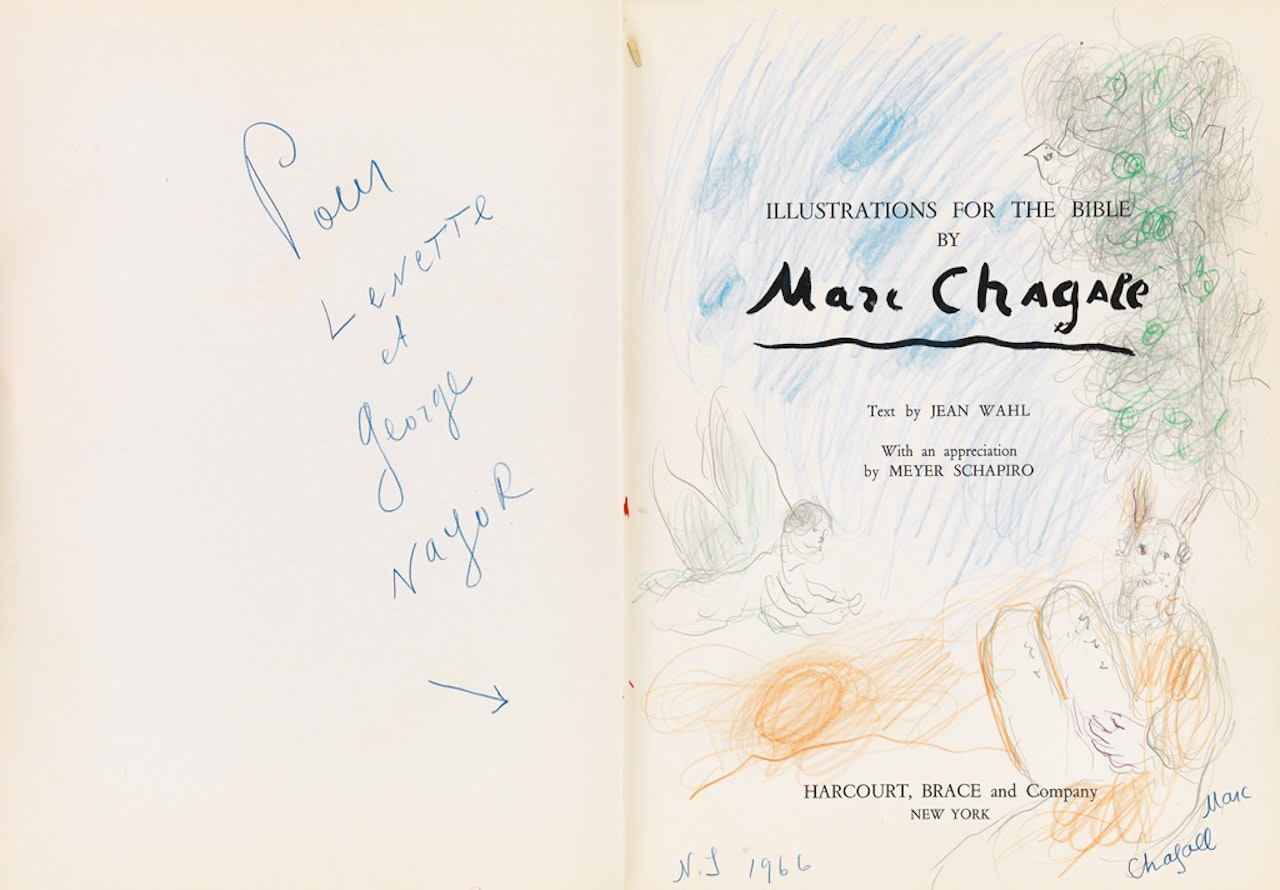 Pour
Lenette
et
george
nayoR
ILLUSTRATIONS FOR THE BIBLE
BY
Marc Chagall
Text by JEAN WAHL
With an appreciation
by MEYER SCHAPIRO
HARCOURT, BRACE and Company
NEW YORK
Marc
Chagall
1966